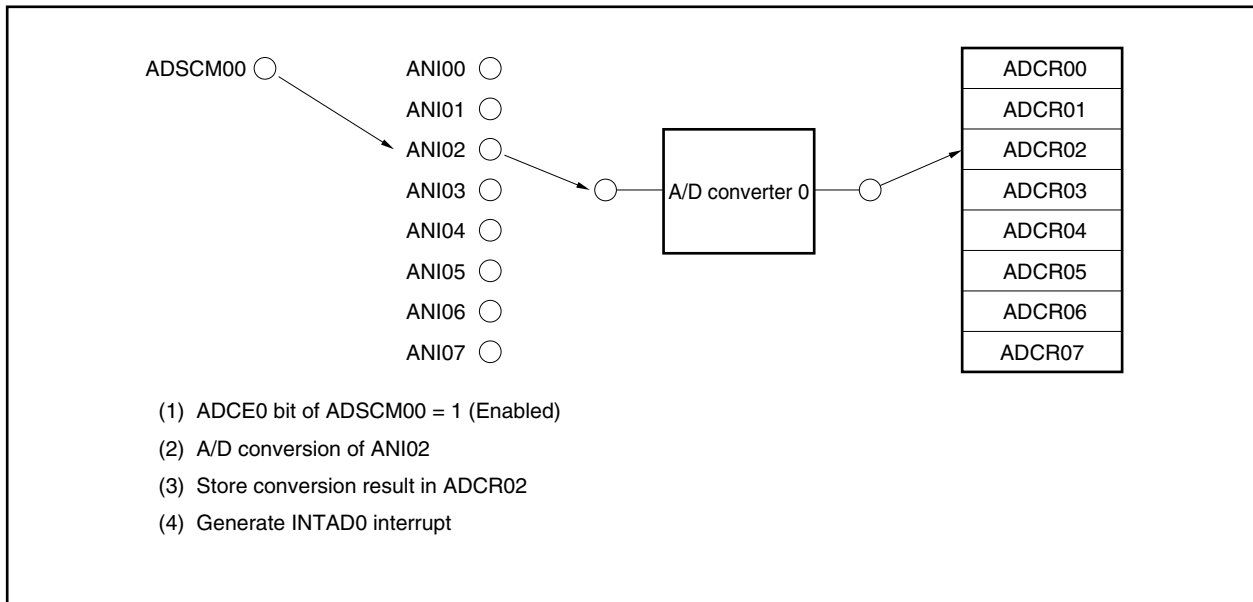 ADSCM00 ANI00 ADCR00
ANI01 ADCR01
ANI02 ADCR02
ANI03 A/D converter 0 ADCR03
ANI04 ADCR04
ANI05 ADCR05
ANI06 ADCR06
ANI07 ADCR07
(1) ADCE0 bit of ADSCM00 = 1 (Enabled)
(2) A/D conversion of ANI02
(3) Store conversion result in ADCR02
(4) Generate INTAD0 interrupt